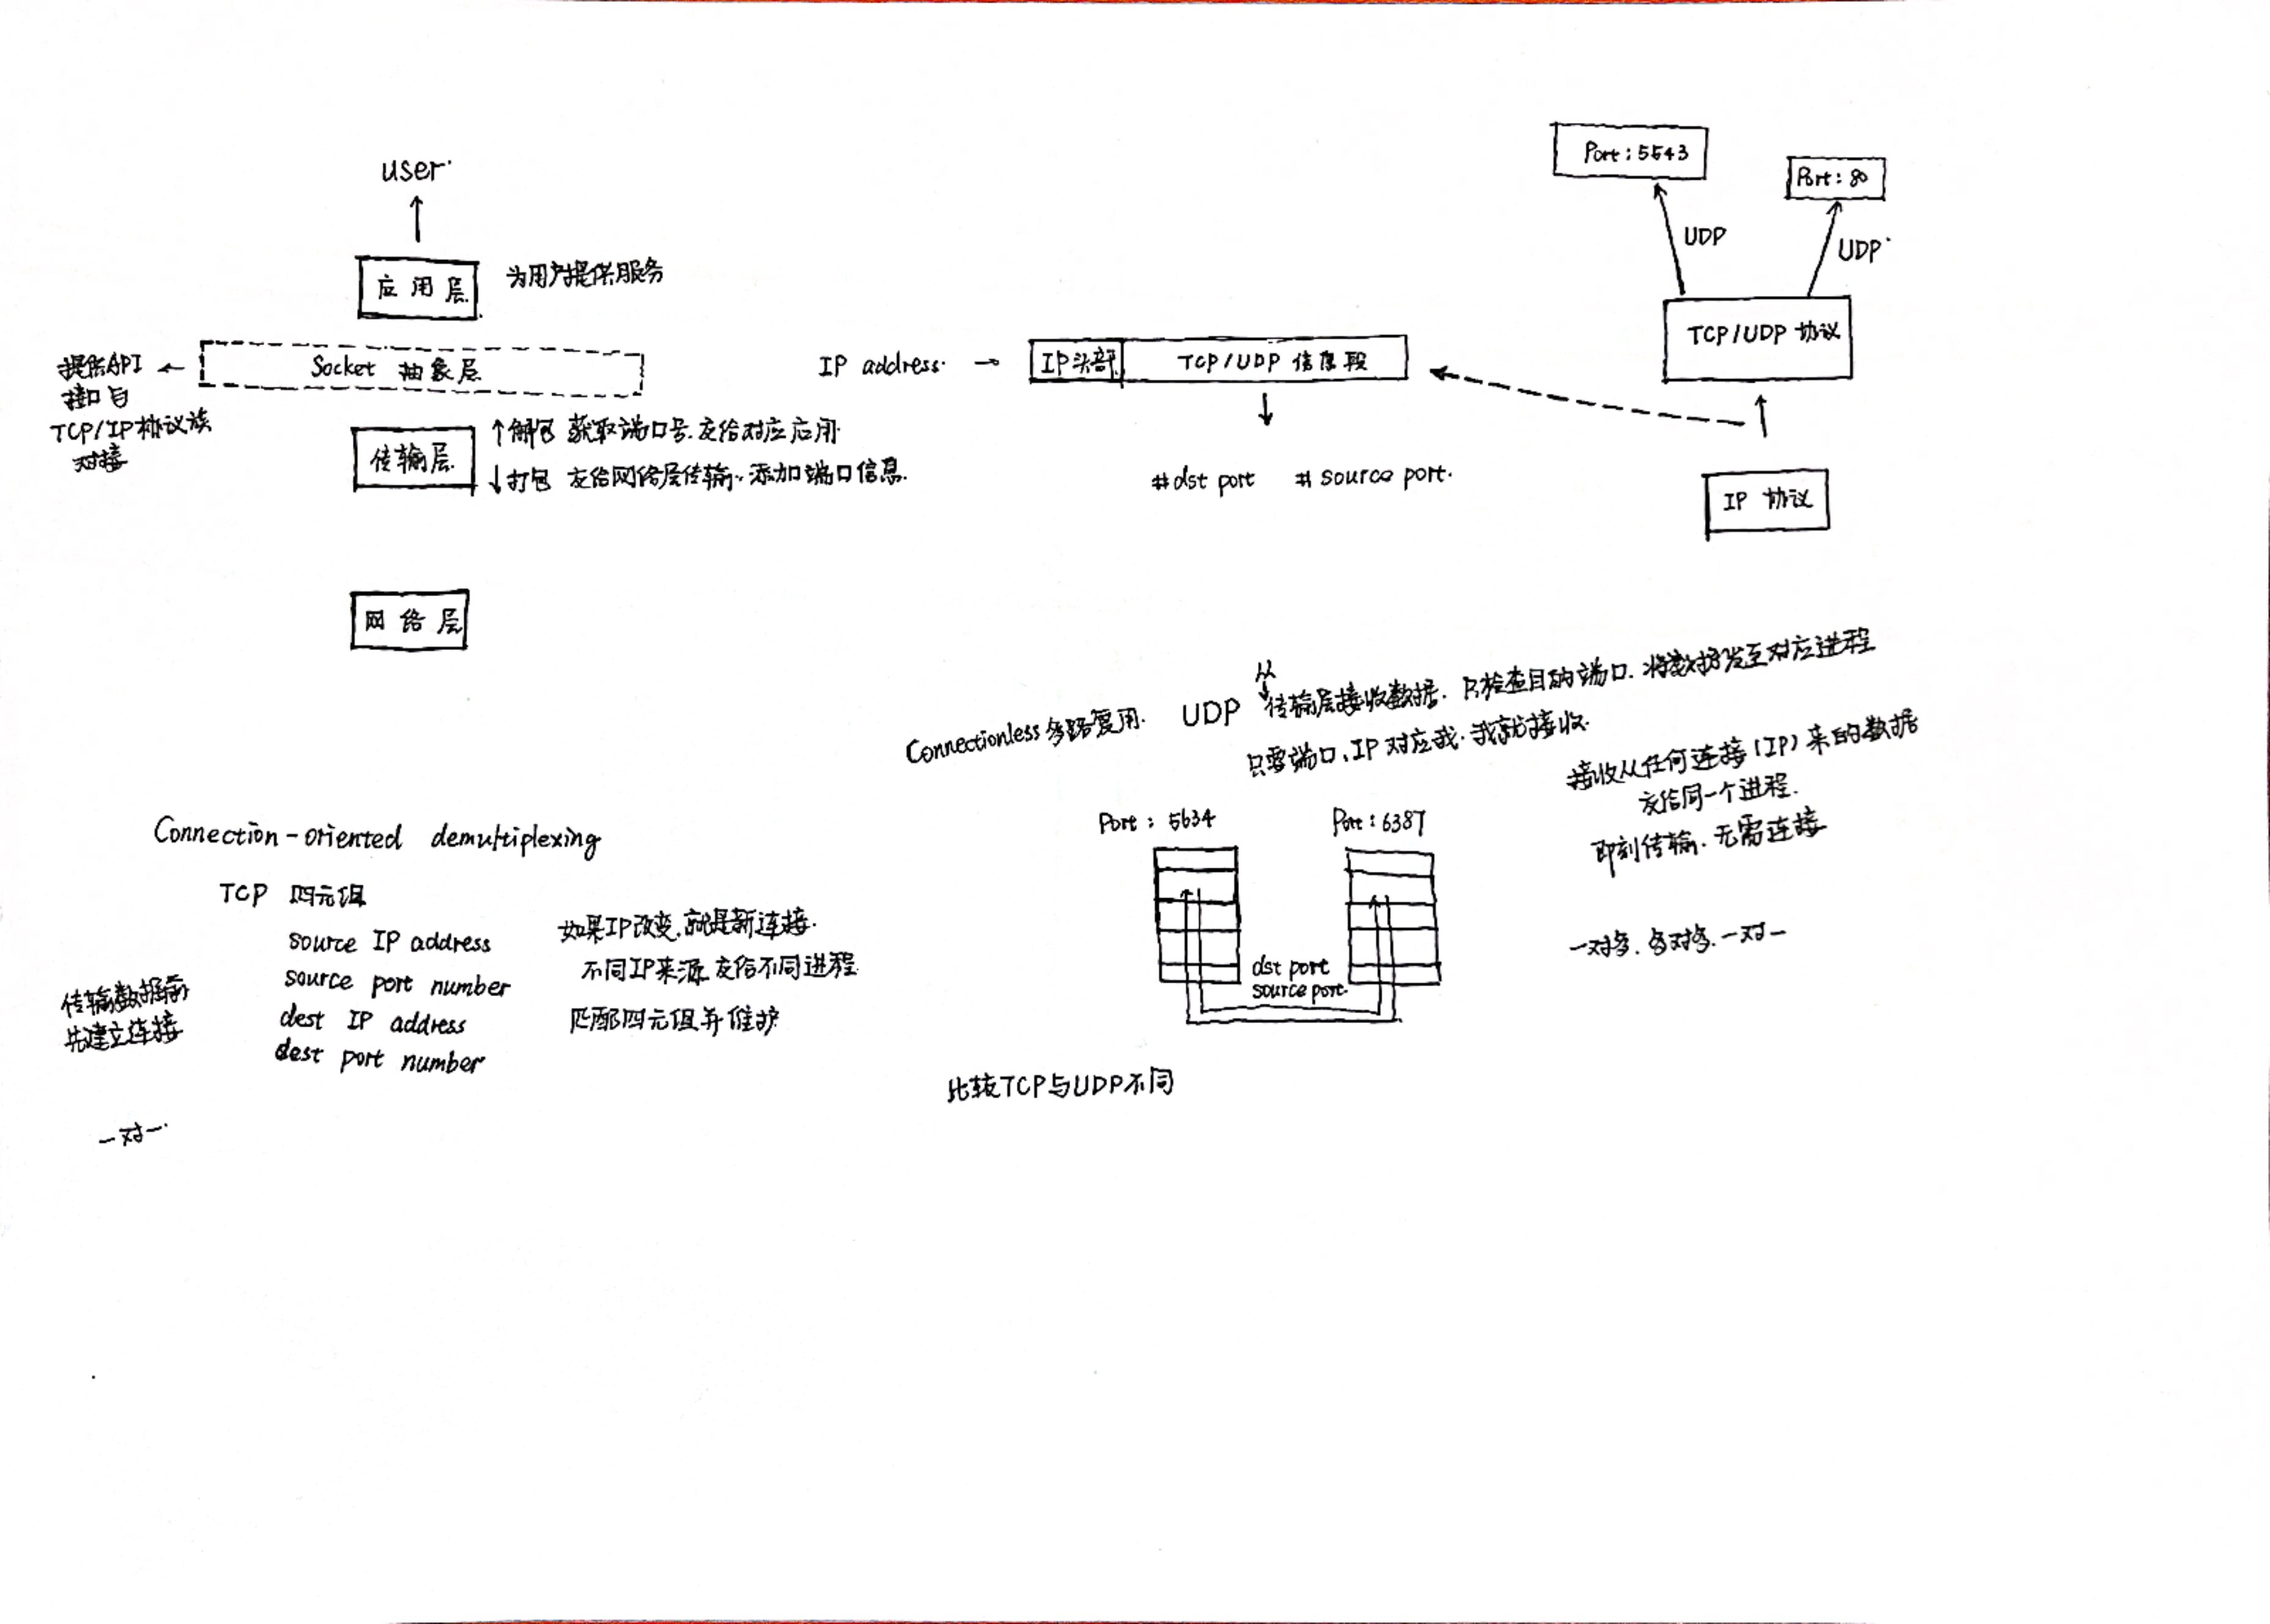 user.
应用层
为用户提供服务
Socket 抽象层
提供API
接口与
TCP/IP协议族
对接
传输层
↑解包 获取端口号.交给对应应用.
↓打包 交给网络层传输、添加端口信息.
网络层
IP address. →
IP头部
TCP/UDP 信息段
#dst port
# source port.
Port: 5543
Port: 80
UDP
UDP
TCP/UDP 协议
IP 协议
Connection-oriented demultiplexing
TCP 四元组
source IP address
source port number
dest IP address
dest port number
如果IP改变.就是新连接.
不同IP来源.交给不同进程.
匹配四元组并维护
传输数据前
先建立连接
一对一.
Connectionless 多路复用. UDP
从
传输层接收数据. 只检查目的端口. 将数据发至对应进程
只要端口、IP对应我. 我就接收.
接收从任何连接(IP)来的数据
交给同一个进程.
即刻传输、无需连接
Port: 5634
Port: 6387
dst port
source port.
一对多. 多对多. 一对一
比较TCP与UDP不同